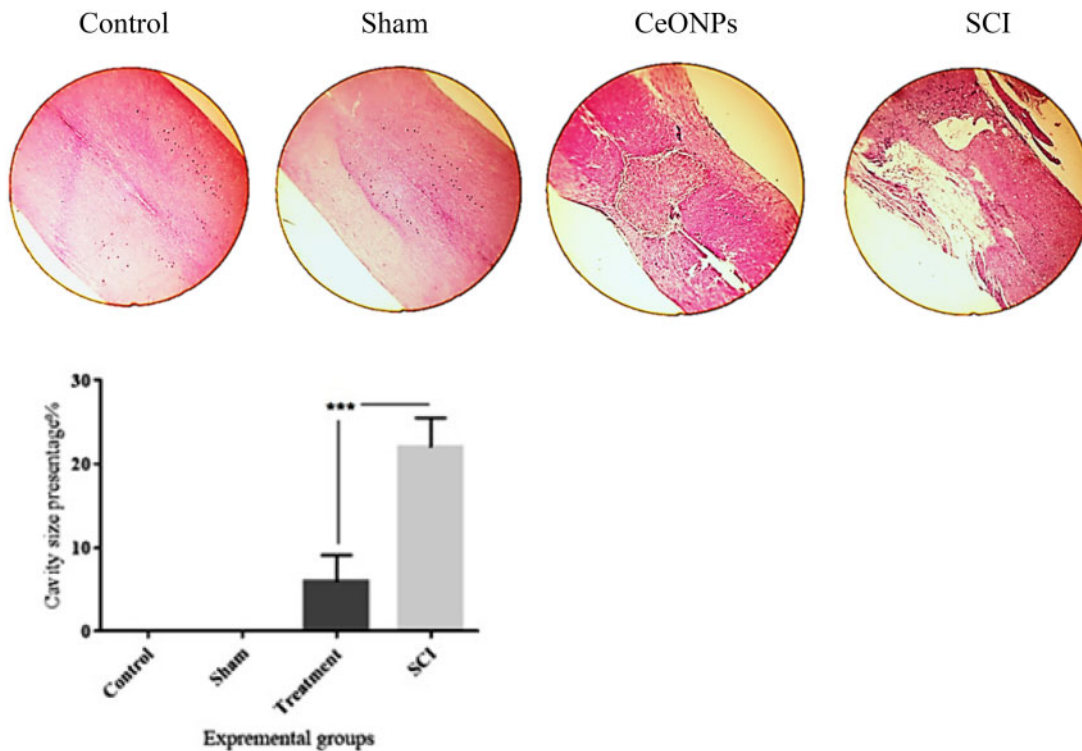 Control Sham CeONPs SCI
Cavity size presentage%
30
20
10
0
***
Control Sham Treatment SCI
Expremental groups